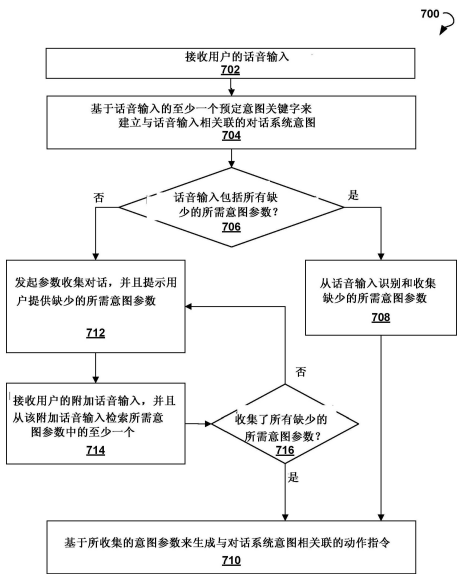 700
接收用户的话音输入
702
基于话音输入的至少一个预定意图关键字来
建立与话音输入相关联的对话系统意图
704
话音输入包括所有缺
少的所需意图参数?
706
否
是
发起参数收集对话，并且提示用
户提供缺少的所需意图参数
712
从话音输入识别和收集
缺少的所需意图参数
708
接收用户的附加话音输入，并且
从该附加话音输入检索所需意
图参数中的至少一个
714
否
收集了所有缺少的
所需意图参数?
716
是
基于所收集的意图参数来生成与对话系统意图相关联的动作指令
710